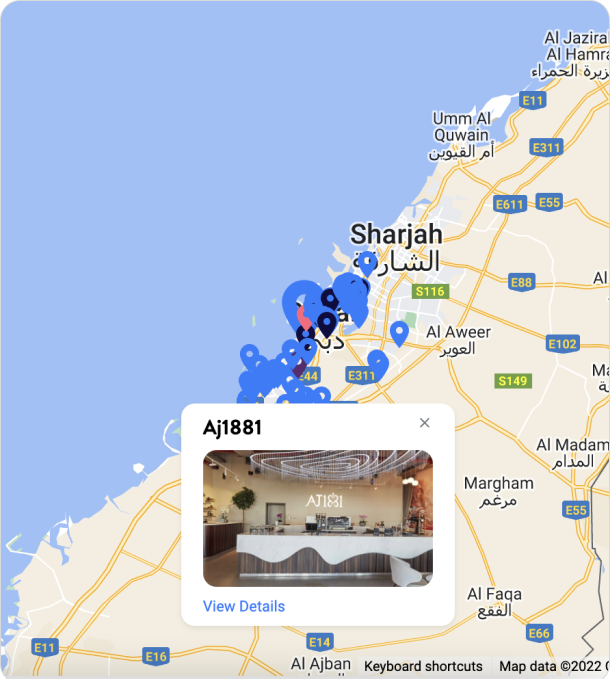 Al Jazira
Al Hamra
الجزيرة الحمراء
E11
Umm Al
Quwain
أم القيوين
E311
E611
E55
Sharjah
الشارقة
E88
S116
Al Aweer
العوير
E102
دبي
E44
E311
S149
Aj1881
AJ1881
View Details
Al Madam
المدام
Margham
مرغم
E55
Al Faqa
الفقع
E66
E11
E16
E14
Al Ajban
Keyboard shortcuts
Map data ©2022